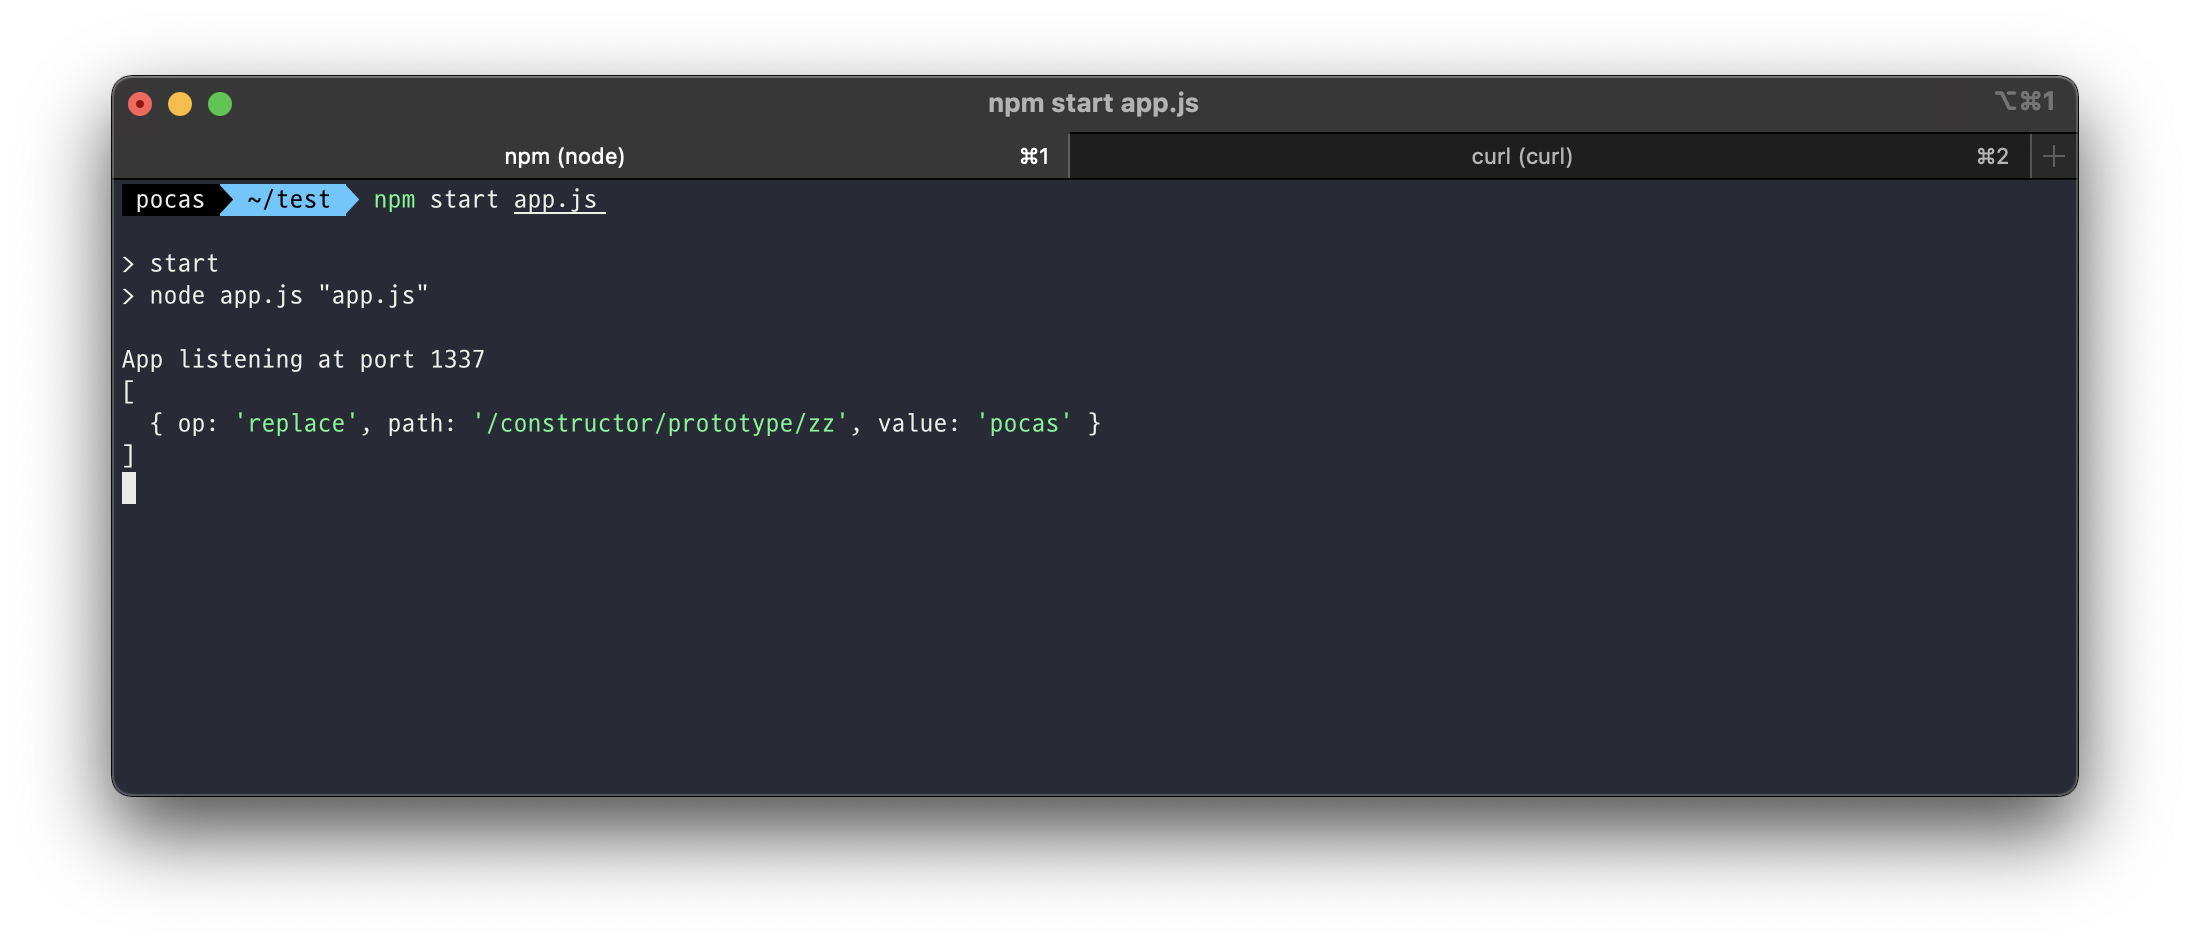 npm start app.js ⌥⌘1
npm (node) ⌘1 curl (curl) ⌘2
pocas ~/test npm start app.js
> start
> node app.js "app.js"
App listening at port 1337
[
{ op: 'replace', path: '/constructor/prototype/zz', value: 'pocas' }
]